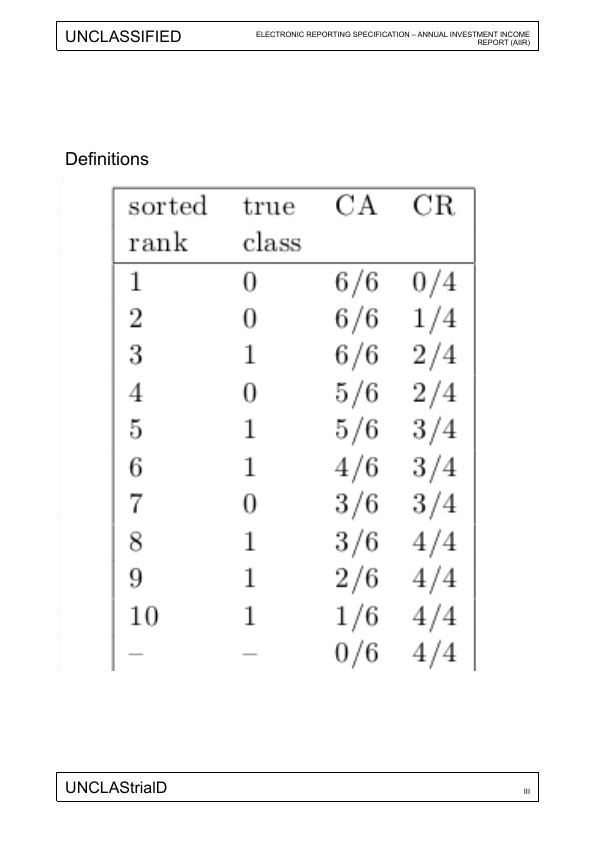 UNCLASSIFIED
ELECTRONIC REPORTING SPECIFICATION – ANNUAL INVESTMENT INCOME
REPORT (AIIR)
Definitions
sorted true CA CR
rank class
1 0 6/6 0/4
2 0 6/6 1/4
3 1 6/6 2/4
4 0 5/6 2/4
5 1 5/6 3/4
6 1 4/6 3/4
7 0 3/6 3/4
8 1 3/6 4/4
9 1 2/6 4/4
10 1 1/6 4/4
– – 0/6 4/4
UNCLAStrialD
III